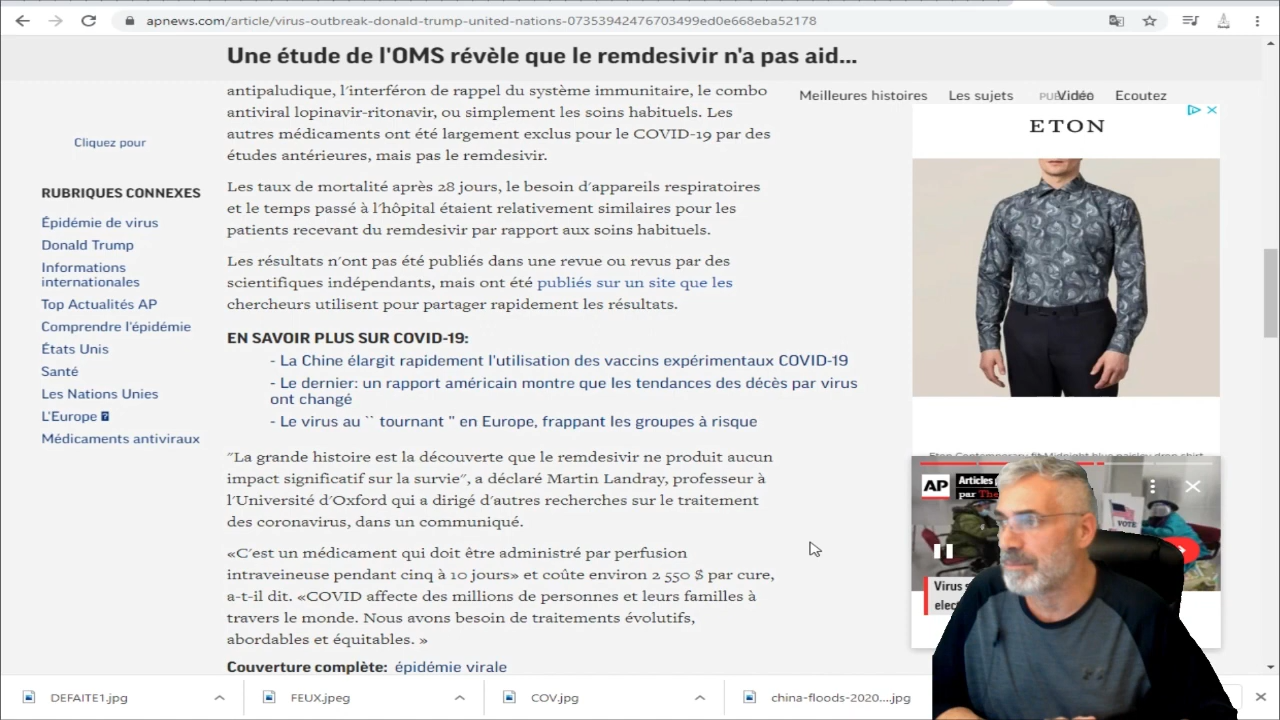 apnews.com/article/virus-outbreak-donald-trump-united-nations-07353942476703499ed0e668eba52178
Une étude de l'OMS révèle que le remdesivir n'a pas aid...
Meilleures histoires Les sujets Vidéo Ecoutez
antipaludique, l'interféron de rappel du système immunitaire, le combo
antiviral lopinavir-ritonavir, ou simplement les soins habituels. Les
autres médicaments ont été largement exclus pour le COVID-19 par des
études antérieures, mais pas le remdesivir.
Les taux de mortalité après 28 jours, le besoin d'appareils respiratoires
et le temps passé à l'hôpital étaient relativement similaires pour les
patients recevant du remdesivir par rapport aux soins habituels.
Les résultats n'ont pas été publiés dans une revue ou revus par des
scientifiques indépendants, mais ont été publiés sur un site que les
chercheurs utilisent pour partager rapidement les résultats.
EN SAVOIR PLUS SUR COVID-19:
- La Chine élargit rapidement l'utilisation des vaccins expérimentaux COVID-19
- Le dernier: un rapport américain montre que les tendances des décès par virus
ont changé
- Le virus au `` tournant '' en Europe, frappant les groupes à risque
"La grande histoire est la découverte que le remdesivir ne produit aucun
impact significatif sur la survie", a déclaré Martin Landray, professeur à
l'Université d'Oxford qui a dirigé d'autres recherches sur le traitement
des coronavirus, dans un communiqué.
«C'est un médicament qui doit être administré par perfusion
intraveineuse pendant cinq à 10 jours» et coûte environ 2 550 $ par cure,
a-t-il dit. «COVID affecte des millions de personnes et leurs familles à
travers le monde. Nous avons besoin de traitements évolutifs,
abordables et équitables. »
Couverture complète: épidémie virale
Cliquez pour
RUBRIQUES CONNEXES
Épidémie de virus
Donald Trump
Informations
internationales
Top Actualités AP
Comprendre l'épidémie
États Unis
Santé
Les Nations Unies
L'Europe
Médicaments antiviraux
ETON
AP
Articles
par The
VOTE
Virus
DEFAITE1.jpg
FEUX.jpeg
COV.jpg
china-floods-2020....jpg